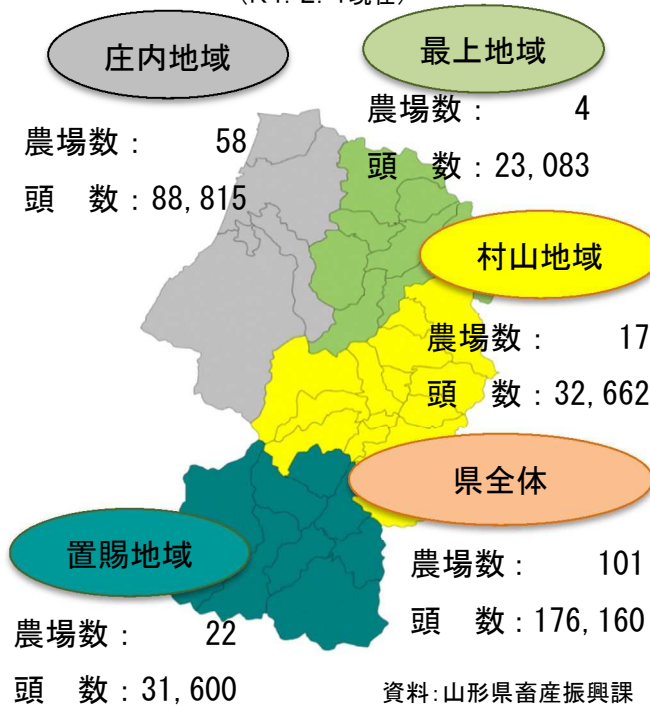 庄内地域
農場数： 58
頭　数：88,815
最上地域
農場数： 4
頭　数：23,083
村山地域
農場数： 17
頭　数：32,662
県全体
農場数： 101
頭　数：176,160
置賜地域
農場数： 22
頭　数：31,600
資料：山形県畜産振興課